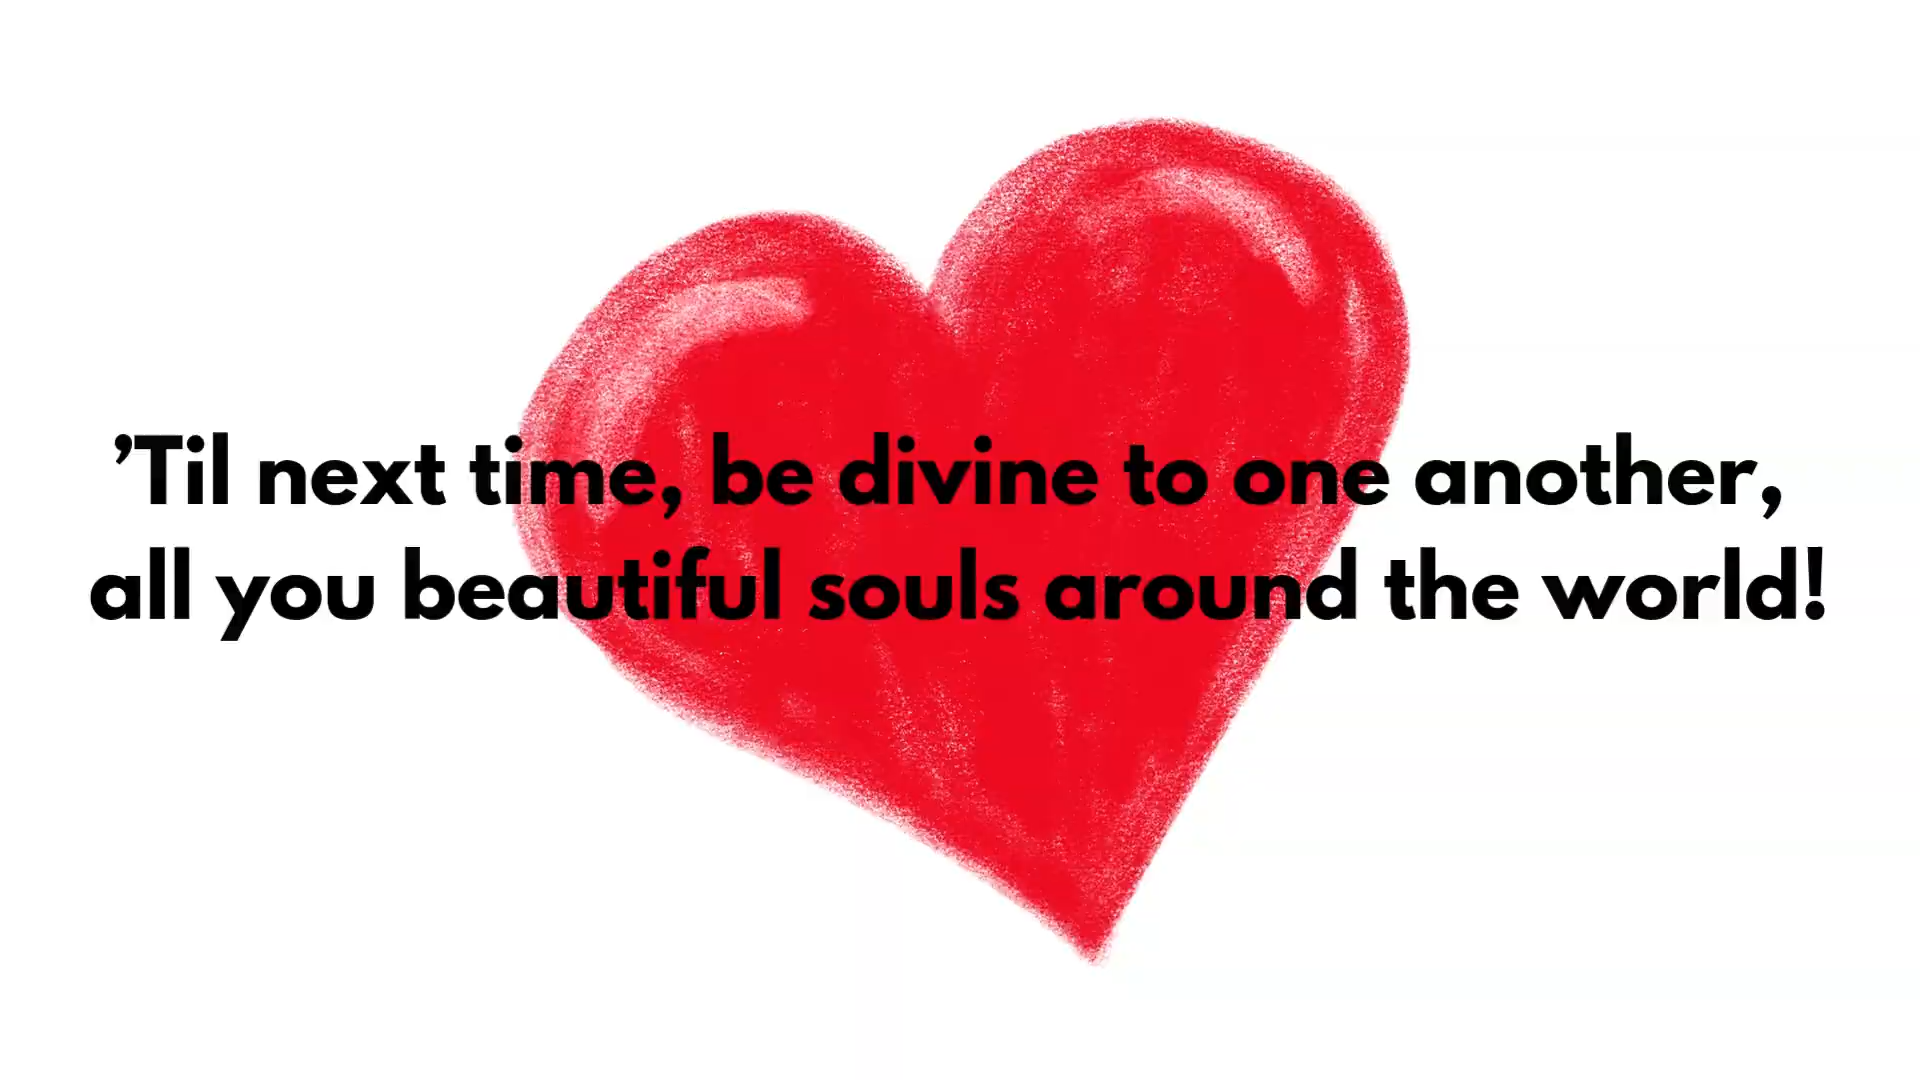 ’Til next time, be divine to one another,
all you beautiful souls around the world!